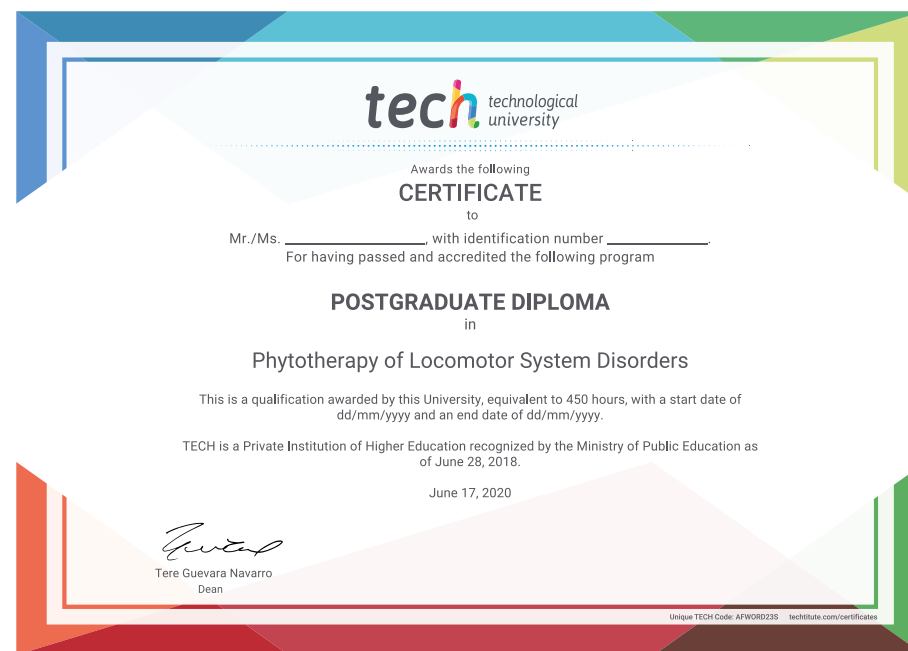 tech technological
university
Awards the following
CERTIFICATE
to
Mr./Ms. ____________________, with identification number ______________.
For having passed and accredited the following program
POSTGRADUATE DIPLOMA
in
Phytotherapy of Locomotor System Disorders
This is a qualification awarded by this University, equivalent to 450 hours, with a start date of
dd/mm/yyyy and an end date of dd/mm/yyyy.
TECH is a Private Institution of Higher Education recognized by the Ministry of Public Education as
of June 28, 2018.
June 17, 2020
Tere Guevara Navarro
Dean
Unique TECH Code: AFWORD23S techtitute.com/certificates